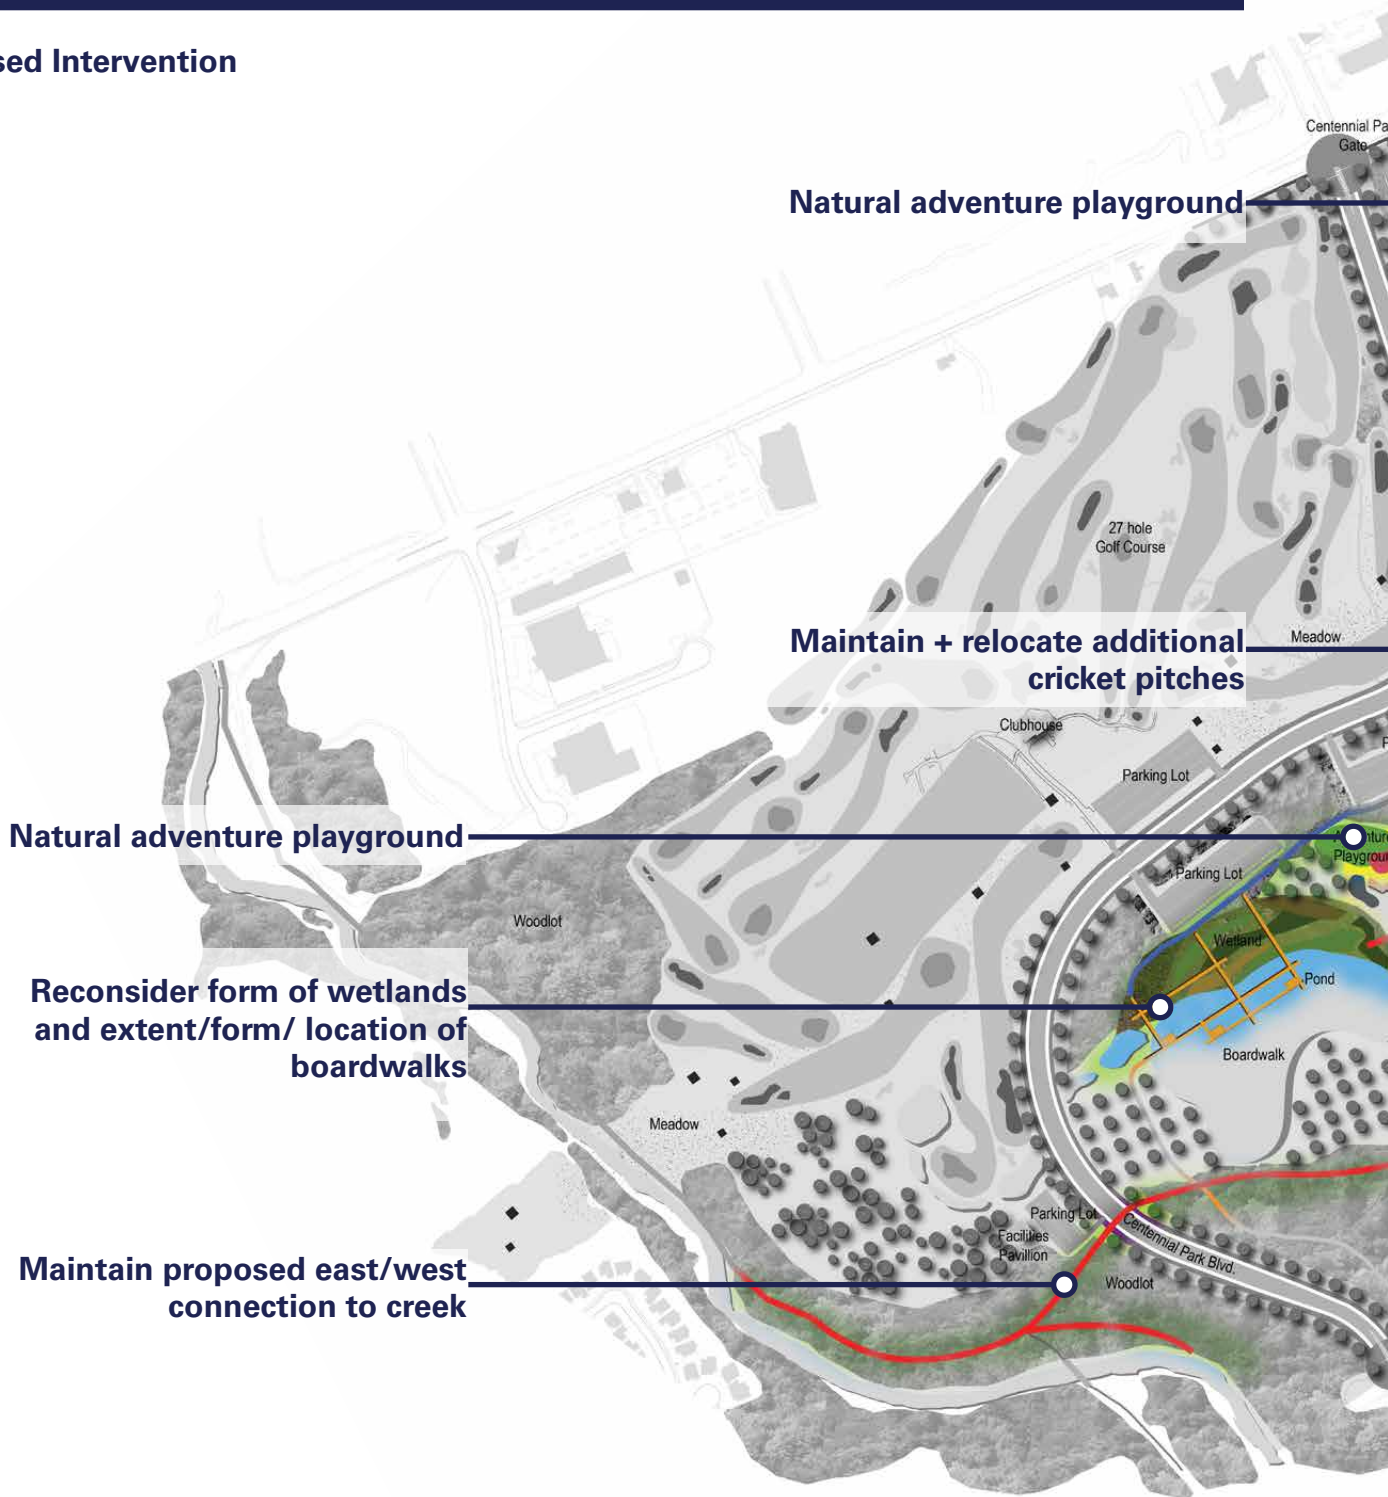 sed Intervention
Centennial Pa
Gate
Natural adventure playground
27 hole
Golf Course
Maintain + relocate additional
cricket pitches
Meadow
Clubhouse
Parking Lot
Natural adventure playground
Playgrou
Parking Lot
Woodlot
Wetland
Reconsider form of wetlands
and extent/form/ location of
boardwalks
Pond
Boardwalk
Meadow
Parking Lot
Facilities
Pavillion
Centennial Park Blvd.
Maintain proposed east/west
connection to creek
Woodlot